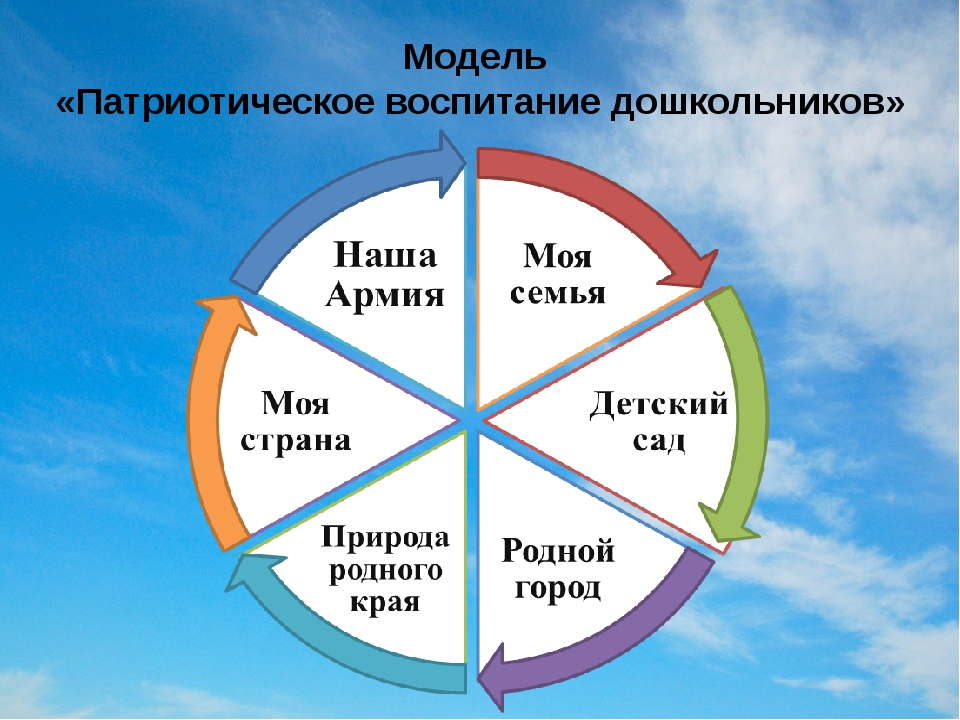 Модель
«Патриотическое воспитание дошкольников»
Моя
семья
Детский
сад
Родной
город
Природа
родного
края
Моя
страна
Наша
Армия